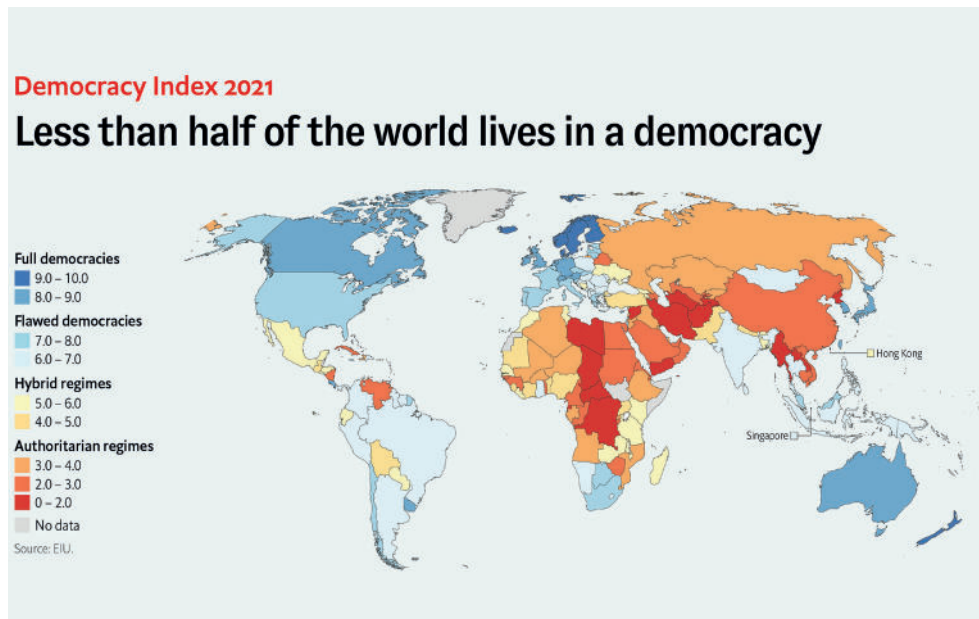 Democracy Index 2021
Less than half of the world lives in a democracy
Full democracies
9.0 – 10.0
8.0 – 9.0
Flawed democracies
7.0 – 8.0
6.0 – 7.0
Hybrid regimes
5.0 – 6.0
4.0 – 5.0
Authoritarian regimes
3.0 – 4.0
2.0 – 3.0
0 – 2.0
No data
Source: EIU.
Hong Kong
Singapore